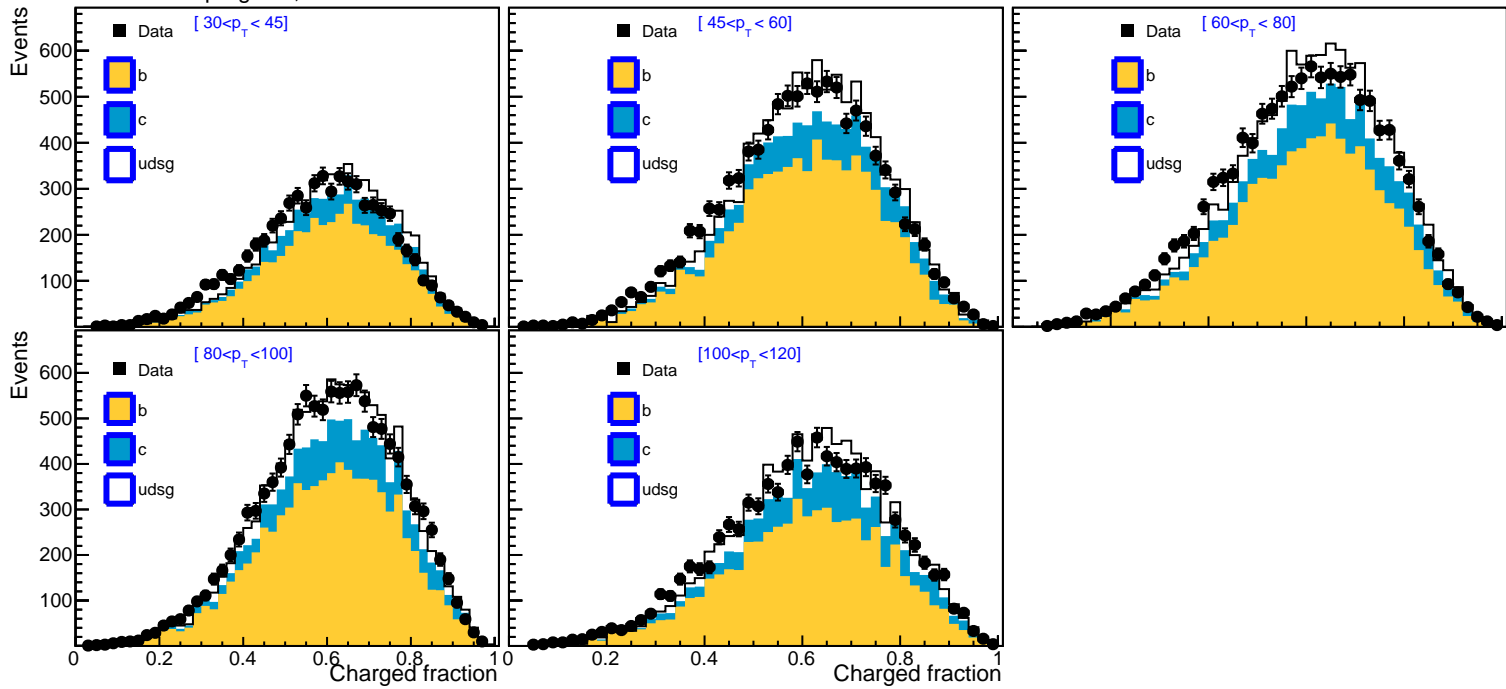 Events
600
500
400
300
200
100
[ 30<p_T< 45]
Data
b
c
udsg
[ 45<p_T< 60]
Data
b
c
udsg
[ 60<p_T< 80]
Data
b
c
udsg
Events
600
500
400
300
200
100
[ 80<p_T<100]
Data
b
c
udsg
[100<p_T<120]
Data
b
c
udsg
0 0.2 0.4 0.6 0.8 1
Charged fraction
0 0.2 0.4 0.6 0.8 1
Charged fraction